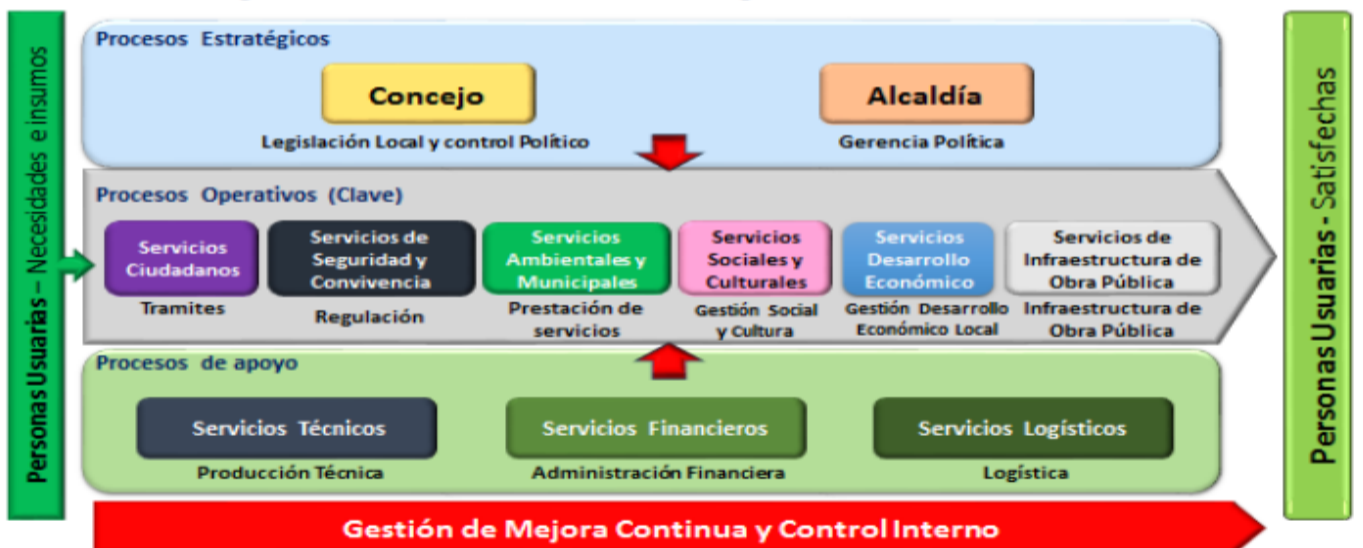 Personas Usuarias – Necesidades e insumos
Procesos Estratégicos
Concejo
Alcaldía
Legislación Local y control Político
Gerencia Política
Procesos Operativos (Clave)
Servicios
Ciudadanos
Tramites
Servicios de
Seguridad y
Convivencia
Regulación
Servicios
Ambientales y
Municipales
Prestación de
servicios
Servicios
Sociales y
Culturales
Gestión Social
y Cultura
Servicios
Desarrollo
Económico
Gestión Desarrollo
Económico Local
Servicios de
Infraestructura de
Obra Pública
Infraestructura de
Obra Pública
Procesos de apoyo
Servicios Técnicos
Producción Técnica
Servicios Financieros
Administración Financiera
Servicios Logísticos
Logística
Gestión de Mejora Continua y Control Interno
Personas Usuarias - Satisfechas